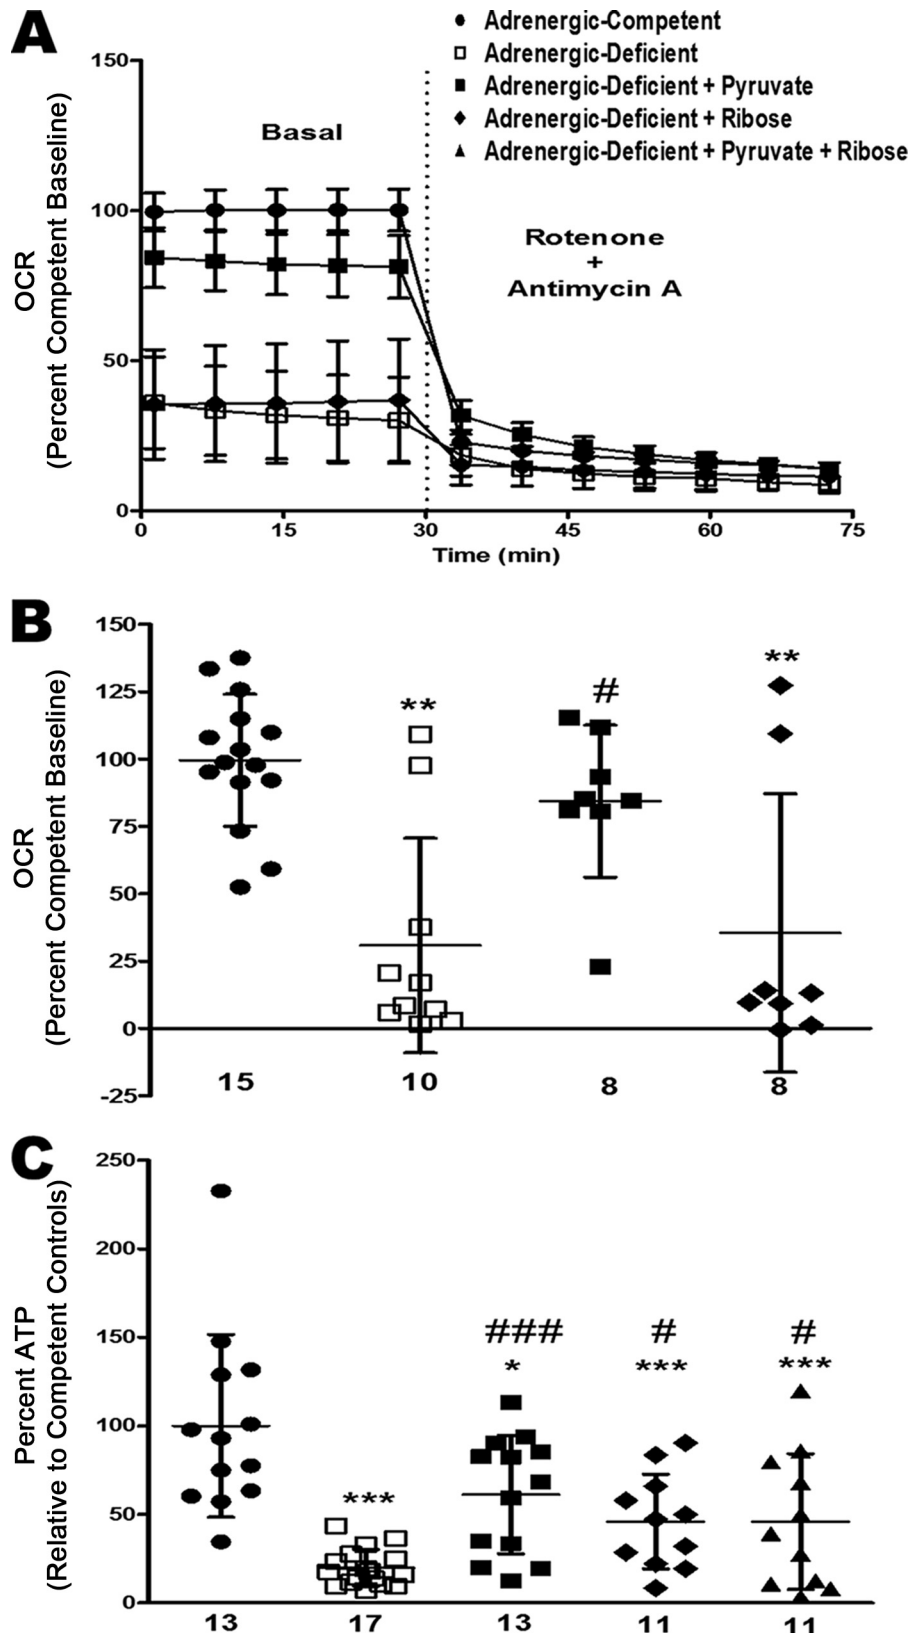 A
Adrenergic-Competent
Adrenergic-Deficient
Adrenergic-Deficient + Pyruvate
Adrenergic-Deficient + Ribose
Adrenergic-Deficient + Pyruvate + Ribose
OCR
(Percent Competent Baseline)
150
100
50
0
Basal
Rotenone
+
Antimycin A
0 15 30 45 60 75
Time (min)
B
OCR
(Percent Competent Baseline)
150
125
100
75
50
25
0
-25
** # **
15 10 8 8
C
Percent ATP
(Relative to Competent Controls)
250
200
150
100
50
0
### # #
*** * *** ***
13 17 13 11 11